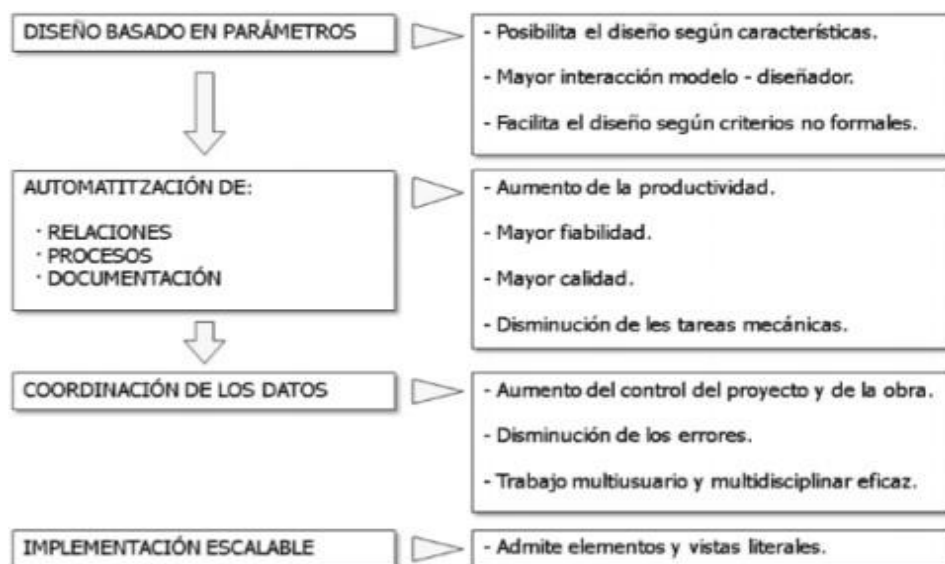 DISEÑO BASADO EN PARÁMETROS
- Posibilita el diseño según características.
- Mayor interacción modelo - diseñador.
- Facilita el diseño según criterios no formales.
AUTOMATITZACIÓN DE:
· RELACIONES
· PROCESOS
· DOCUMENTACIÓN
- Aumento de la productividad.
- Mayor fiabilidad.
- Mayor calidad.
- Disminución de les tareas mecánicas.
COORDINACIÓN DE LOS DATOS
- Aumento del control del proyecto y de la obra.
- Disminución de los errores.
- Trabajo multiusuario y multidisciplinar eficaz.
IMPLEMENTACIÓN ESCALABLE
- Admite elementos y vistas literales.